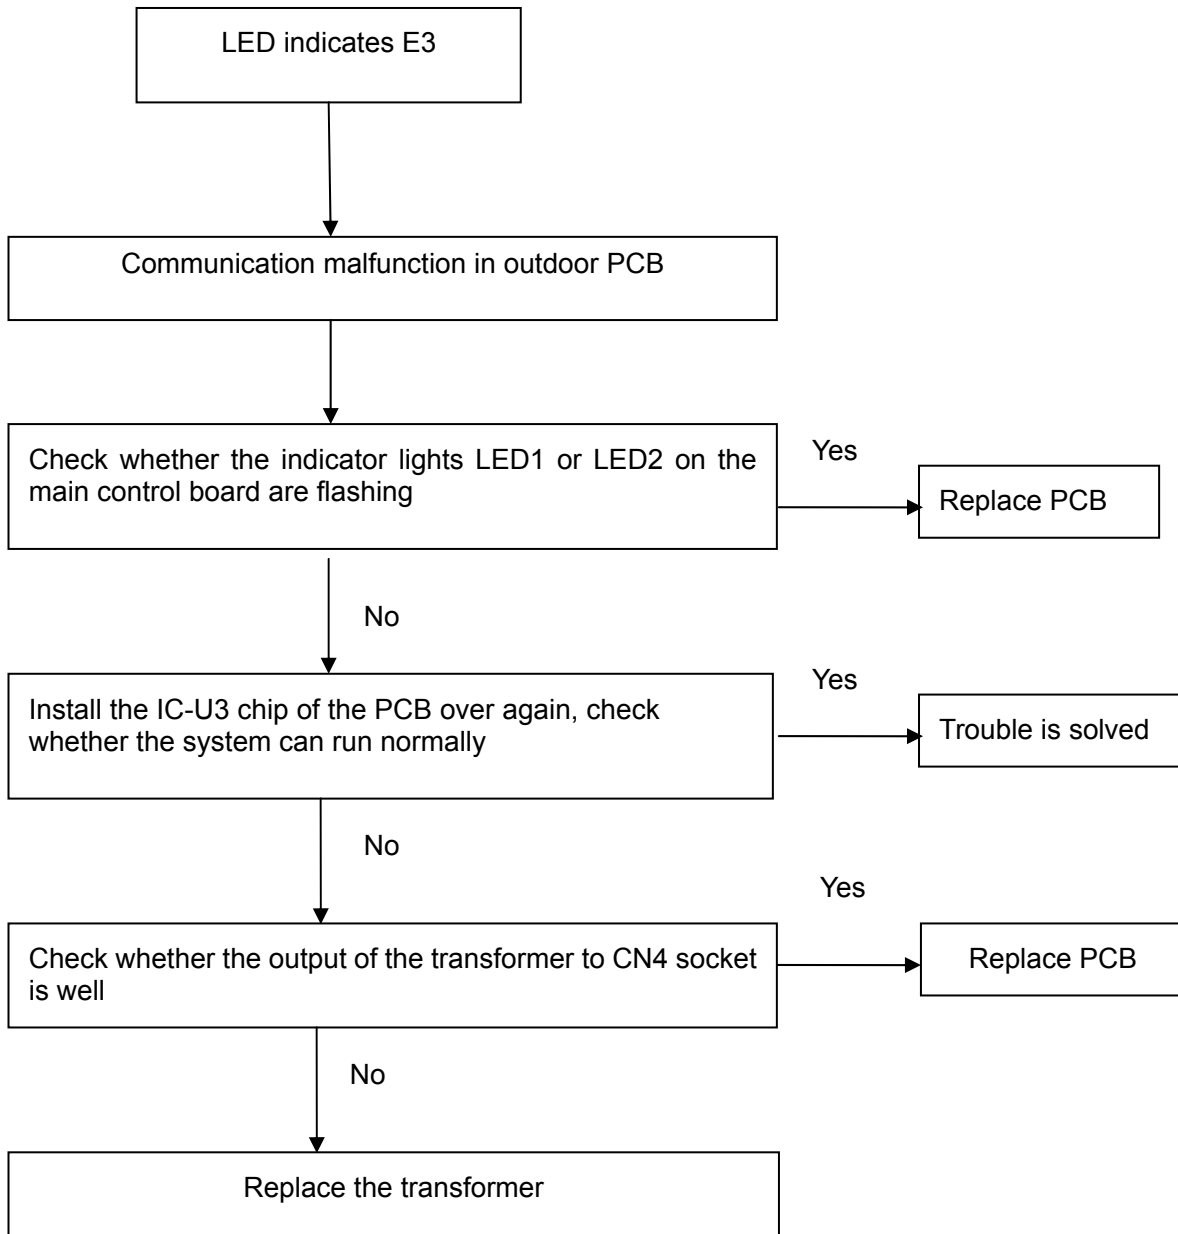 LED indicates E3
Communication malfunction in outdoor PCB
Check whether the indicator lights LED1 or LED2 on the
main control board are flashing
Yes
Replace PCB
No
Install the IC-U3 chip of the PCB over again, check
whether the system can run normally
Yes
Trouble is solved
No
Check whether the output of the transformer to CN4 socket
is well
Yes
Replace PCB
No
Replace the transformer